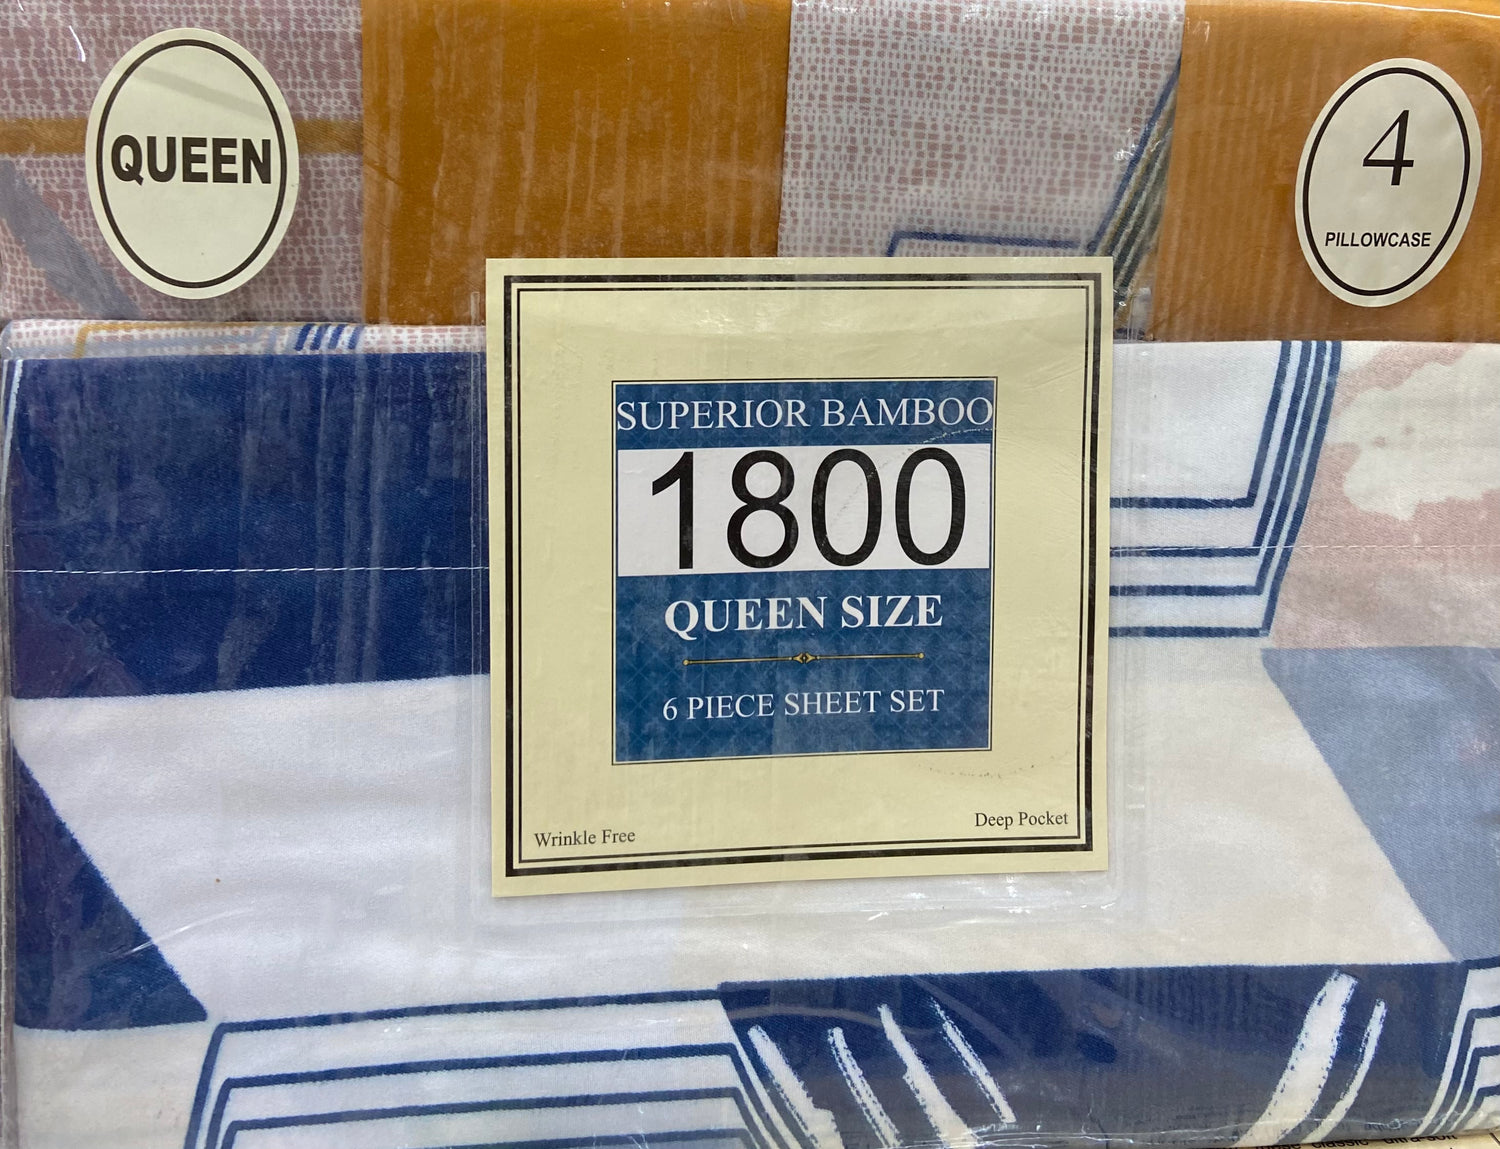 QUEEN
4
PILLOWCASE
SUPERIOR BAMBOO
1800
QUEEN SIZE
6 PIECE SHEET SET
Wrinkle Free
Deep Pocket